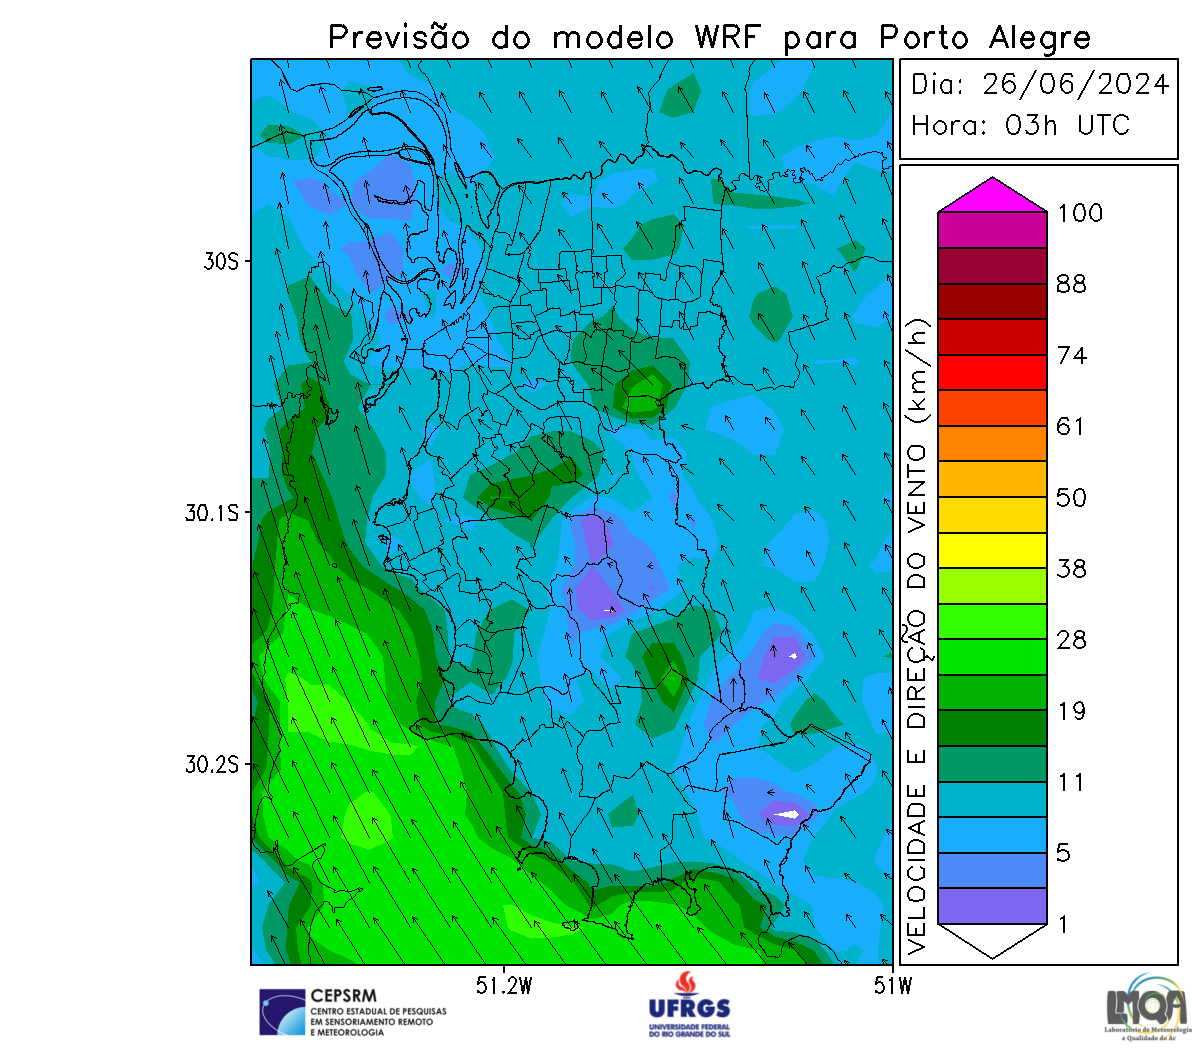 Previsão do modelo WRF para Porto Alegre
Dia: 26/06/2024
Hora: 03h UTC
100
88
74
61
50
38
28
19
11
5
1
VELOCIDADE E DIREÇÃO DO VENTO (km/h)
30S
30.1S
30.2S
51.2W
51W
CEPSRM
CENTRO ESTADUAL DE PESQUISAS
EM SENSORIAMENTO REMOTO
E METEOROLOGIA
UFRGS
UNIVERSIDADE FEDERAL
DO RIO GRANDE DO SUL
LMQA
Laboratório de Meteorologia
e Qualidade do Ar